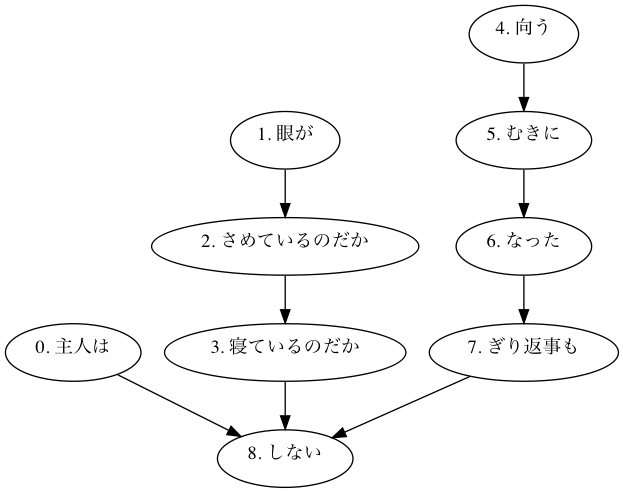 4. 向う
1. 眼が
5. むきに
2. さめているのだか
6. なった
0. 主人は
3. 寝ているのだか
7. ぎり返事も
8. しない